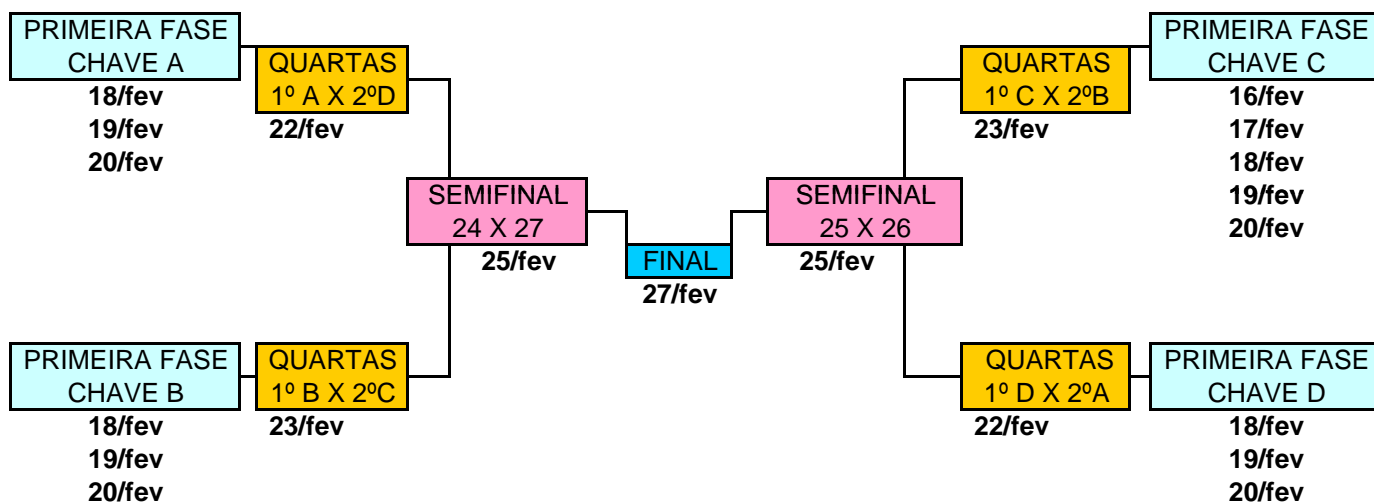 PRIMEIRA FASE
CHAVE A
18/fev
19/fev
20/fev
QUARTAS
1º A X 2ºD
22/fev
PRIMEIRA FASE
CHAVE B
18/fev
19/fev
20/fev
QUARTAS
1º B X 2ºC
23/fev
SEMIFINAL
24 X 27
25/fev
FINAL
27/fev
SEMIFINAL
25 X 26
25/fev
QUARTAS
1º C X 2ºB
23/fev
PRIMEIRA FASE
CHAVE C
16/fev
17/fev
18/fev
19/fev
20/fev
QUARTAS
1º D X 2ºA
22/fev
PRIMEIRA FASE
CHAVE D
18/fev
19/fev
20/fev